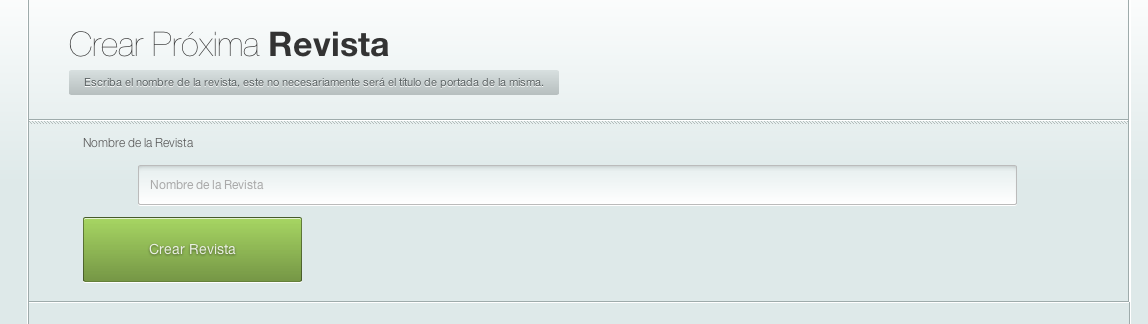 Crear Próxima Revista
Escriba el nombre de la revista, este no necesariamente será el título de portada de la misma.
Nombre de la Revista
Nombre de la Revista
Crear Revista